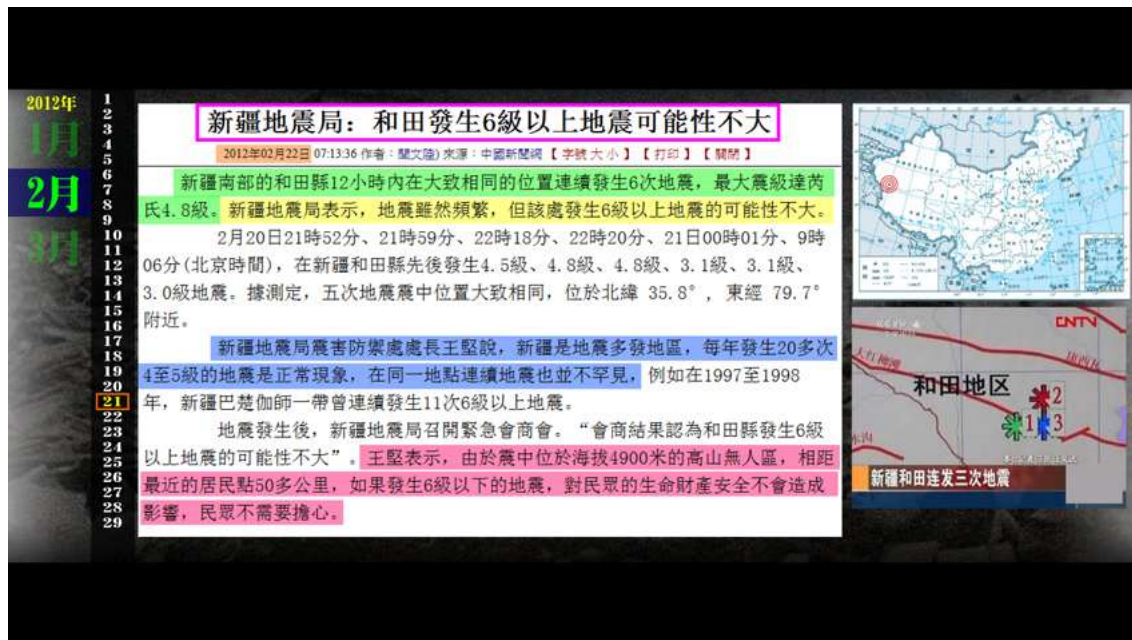 2012年
1月
2月
3月
1
2
3
4
5
6
7
8
9
10
11
12
13
14
15
16
17
18
19
20
21
22
23
24
25
26
27
28
29
新疆地震局：和田發生6級以上地震可能性不大
2012年02月22日 07:13:36 作者：聞文陸) 來源：中國新聞網【字號 大 小】【打印】【關閉】
新疆南部的和田縣12小時內在大致相同的位置連續發生6次地震，最大震級達芮
氏4.8級。新疆地震局表示，地震雖然頻繁，但該處發生6級以上地震的可能性不大。
2月20日21時52分、21時59分、22時18分、22時20分、21日00時01分、9時
06分(北京時間)，在新疆和田縣先後發生4.5級、4.8級、4.8級、3.1級、3.1級、
3.0級地震。據測定，五次地震震中位置大致相同，位於北緯 35.8°, 東經 79.7°
附近。
新疆地震局震害防禦處處長王堅說，新疆是地震多發地區，每年發生20多次
4至5級的地震是正常現象，在同一地點連續地震也並不罕見，例如在1997至1998
年，新疆巴楚伽師一帶曾連續發生11次6級以上地震。
地震發生後，新疆地震局召開緊急會商會。“會商結果認為和田縣發生6級
以上地震的可能性不大”。王堅表示，由於震中位於海拔4900米的高山無人區，相距
最近的居民點50多公里，如果發生6級以下的地震，對民眾的生命財產安全不會造成
影響，民眾不需要擔心。
CNTV
大红柳滩
康西瓦
和田地区
2
1
3
水沟
新疆和田连发三次地震